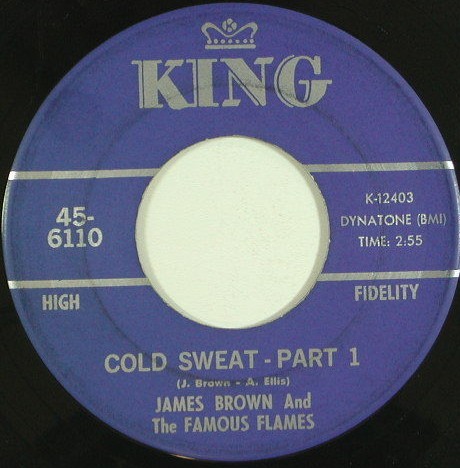 KING
45-
6110
K-12403
DYNATONE (BMI)
TIME: 2:55
HIGH
FIDELITY
COLD SWEAT - PART 1
(J. Brown - A. Ellis)
JAMES BROWN And
The FAMOUS FLAMES